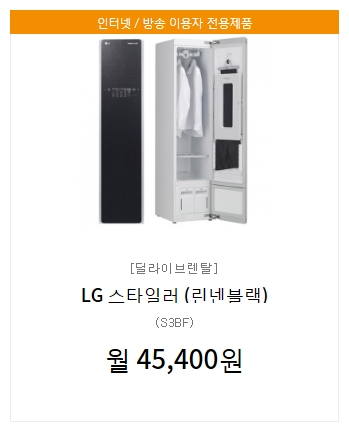 인터넷 / 방송 이용자 전용제품
[딜라이브렌탈]
LG 스타일러 (린넨블랙)
(S3BF)
월 45,400원